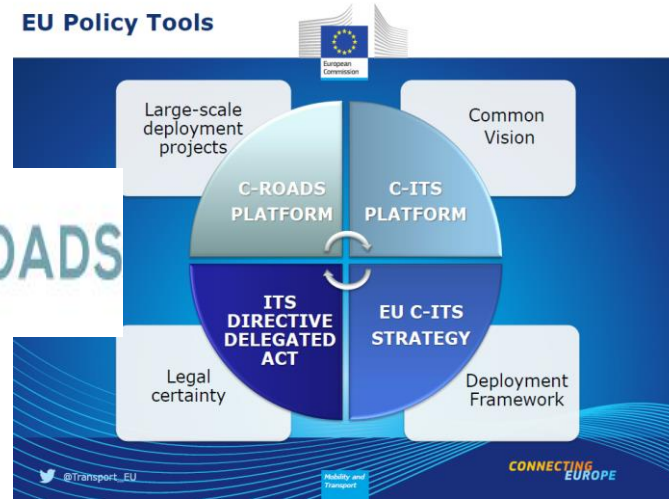 EU Policy Tools
European
Commission
Large-scale
deployment
projects
Common
Vision
C-ROADS
PLATFORM
C-ITS
PLATFORM
OADS
ITS
DIRECTIVE
DELEGATED
ACT
EU C-ITS
STRATEGY
Legal
certainty
Deployment
Framework
@Transport_EU
Mobility and
Transport
CONNECTING
EUROPE